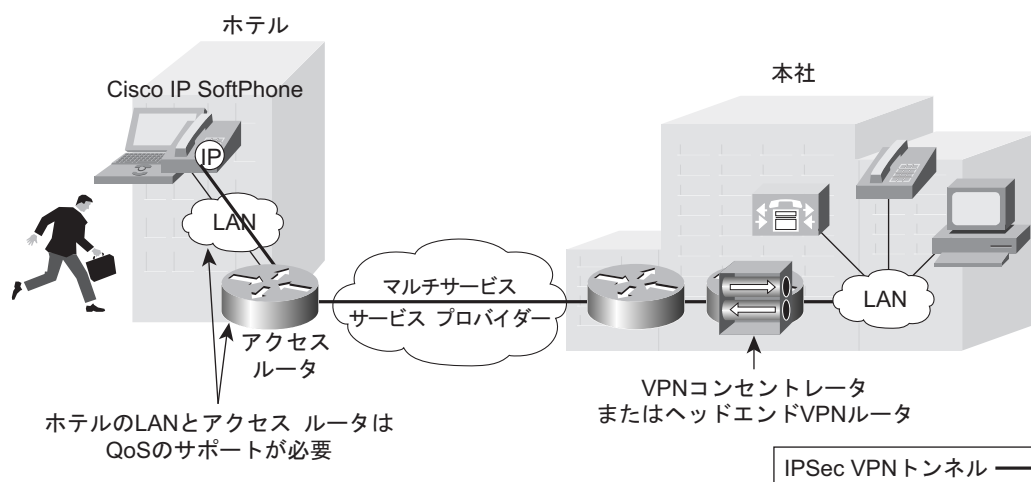 ホテル
Cisco IP SoftPhone
IP
LAN
アクセス
ルータ
ホテルのLANとアクセス ルータは
QoSのサポートが必要
マルチサービス
サービス プロバイダー
本社
LAN
VPNコンセントレータ
またはヘッドエンドVPNルータ
IPSec VPNトンネル